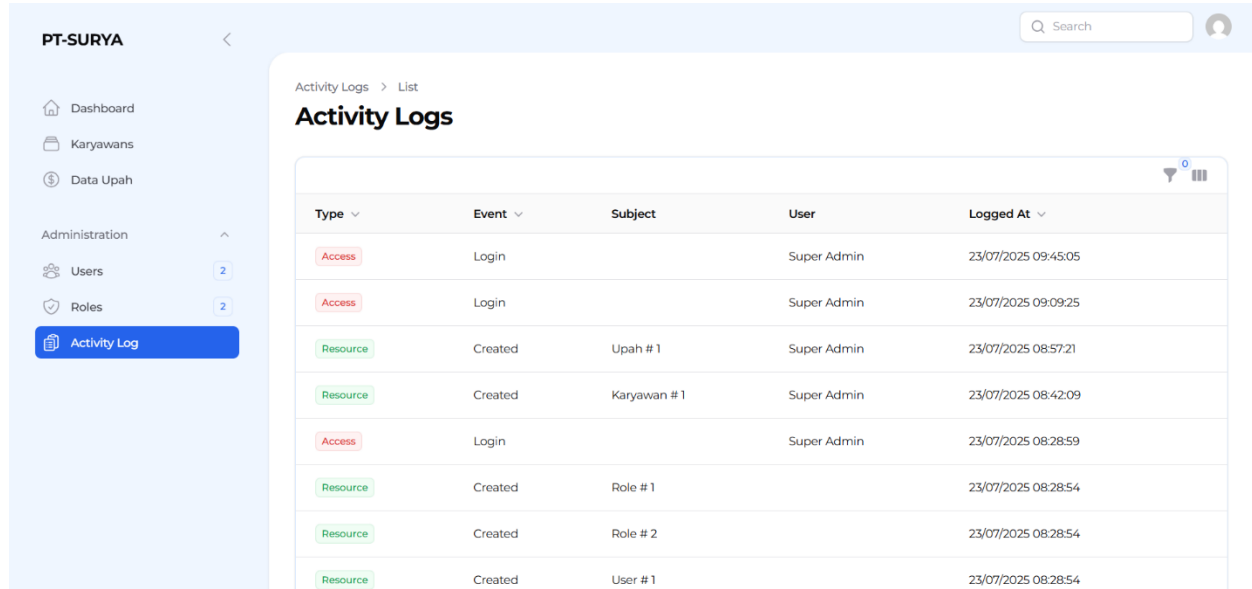 PT-SURYA
Search
Dashboard
Karyawans
Data Upah
Administration
Users 2
Roles 2
Activity Log
Activity Logs > List
Activity Logs
0
Type Event Subject User Logged At
Access Login Super Admin 23/07/2025 09:45:05
Access Login Super Admin 23/07/2025 09:09:25
Resource Created Upah # 1 Super Admin 23/07/2025 08:57:21
Resource Created Karyawan # 1 Super Admin 23/07/2025 08:42:09
Access Login Super Admin 23/07/2025 08:28:59
Resource Created Role # 1 23/07/2025 08:28:54
Resource Created Role # 2 23/07/2025 08:28:54
Resource Created User # 1 23/07/2025 08:28:54